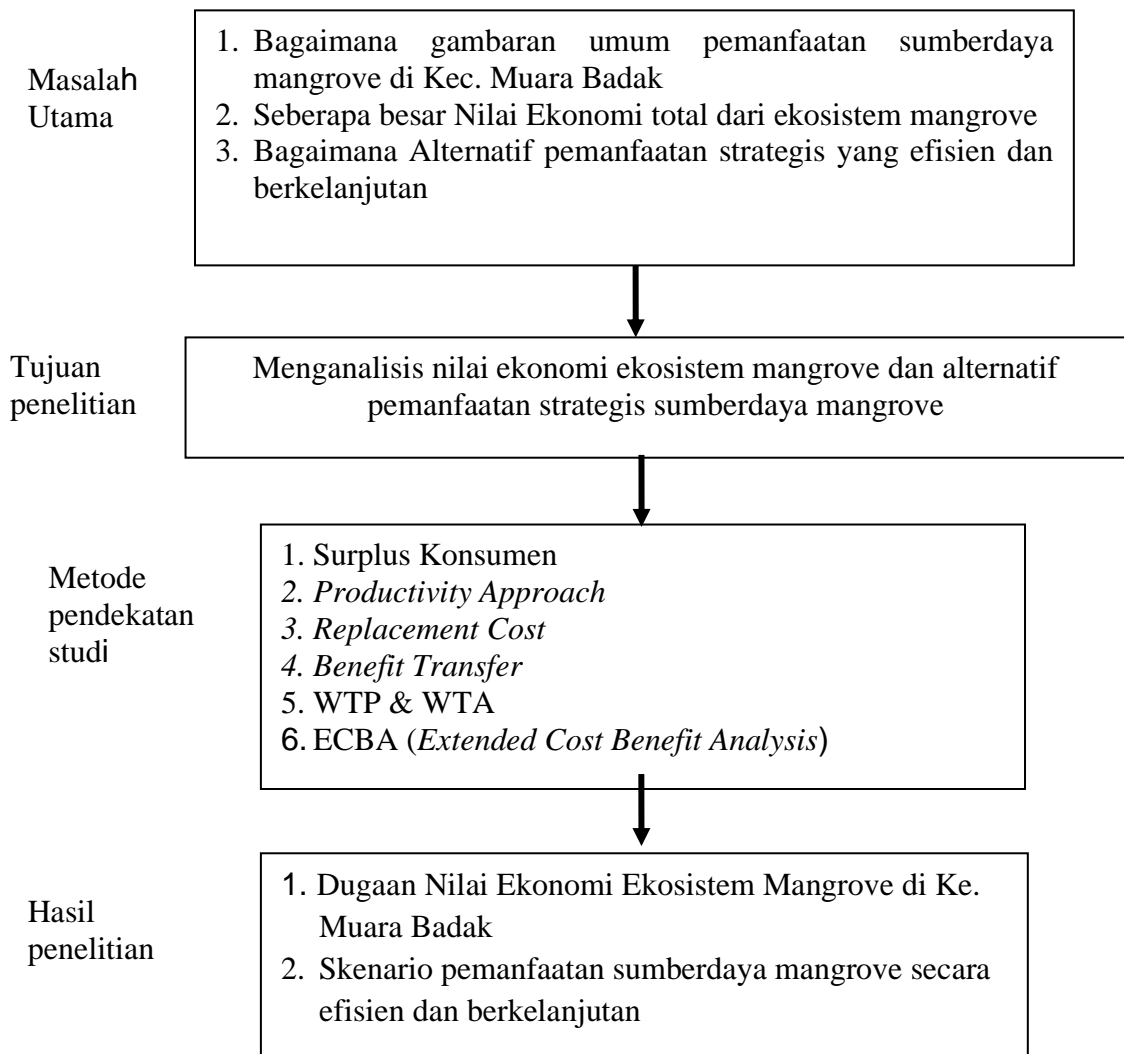 Masalah
Utama
1. Bagaimana gambaran umum pemanfaatan sumberdaya
mangrove di Kec. Muara Badak
2. Seberapa besar Nilai Ekonomi total dari ekosistem mangrove
3. Bagaimana Alternatif pemanfaatan strategis yang efisien dan
berkelanjutan
Tujuan
penelitian
Menganalisis nilai ekonomi ekosistem mangrove dan alternatif
pemanfaatan strategis sumberdaya mangrove
Metode
pendekatan
studi
1. Surplus Konsumen
2. Productivity Approach
3. Replacement Cost
4. Benefit Transfer
5. WTP & WTA
6. ECBA (Extended Cost Benefit Analysis)
Hasil
penelitian
1. Dugaan Nilai Ekonomi Ekosistem Mangrove di Ke.
Muara Badak
2. Skenario pemanfaatan sumberdaya mangrove secara
efisien dan berkelanjutan